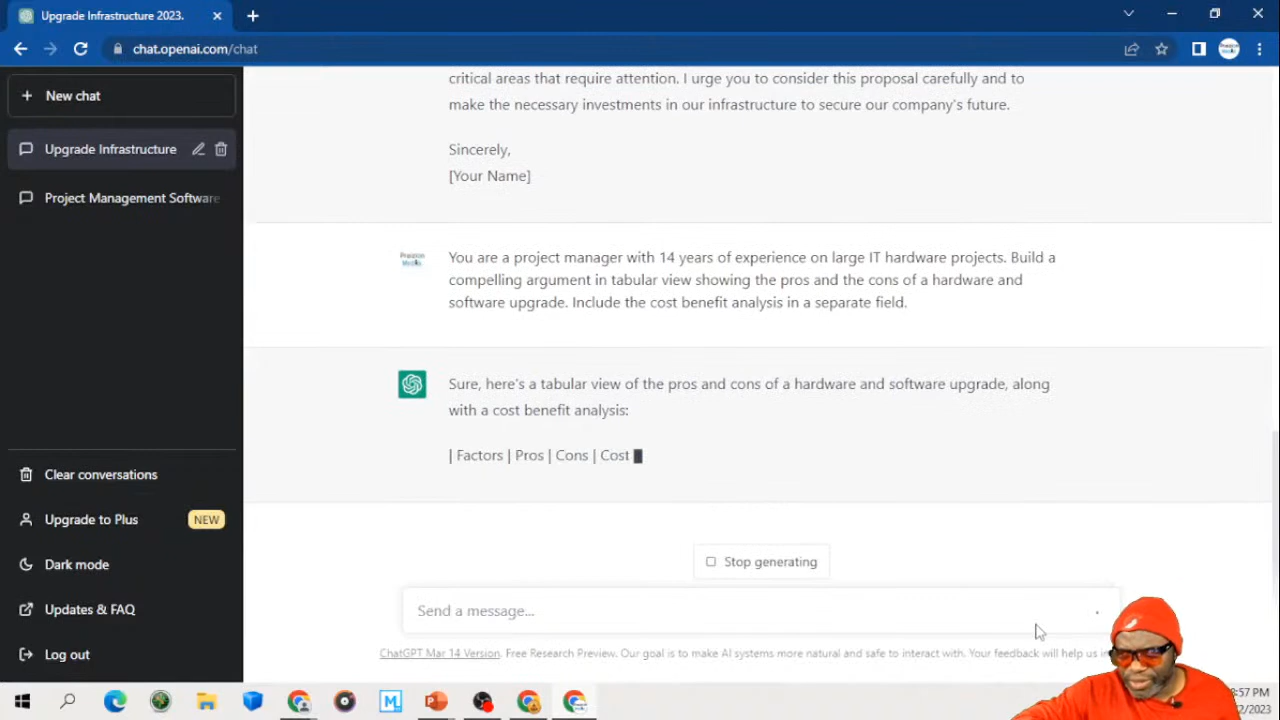 Upgrade Infrastructure 2023.
chat.openai.com/chat
New chat
Upgrade Infrastructure
Project Management Software
critical areas that require attention. I urge you to consider this proposal carefully and to
make the necessary investments in our infrastructure to secure our company's future.
Sincerely,
[Your Name]
You are a project manager with 14 years of experience on large IT hardware projects. Build a
compelling argument in tabular view showing the pros and the cons of a hardware and
software upgrade. Include the cost benefit analysis in a separate field.
Sure, here's a tabular view of the pros and cons of a hardware and software upgrade, along
with a cost benefit analysis:
| Factors | Pros | Cons | Cost
Clear conversations
Upgrade to Plus NEW
Dark mode
Updates & FAQ
Log out
Stop generating
Send a message...
ChatGPT Mar 14 Version. Free Research Preview. Our goal is to make AI systems more natural and safe to interact with. Your feedback will help us
:57 PM
/2023